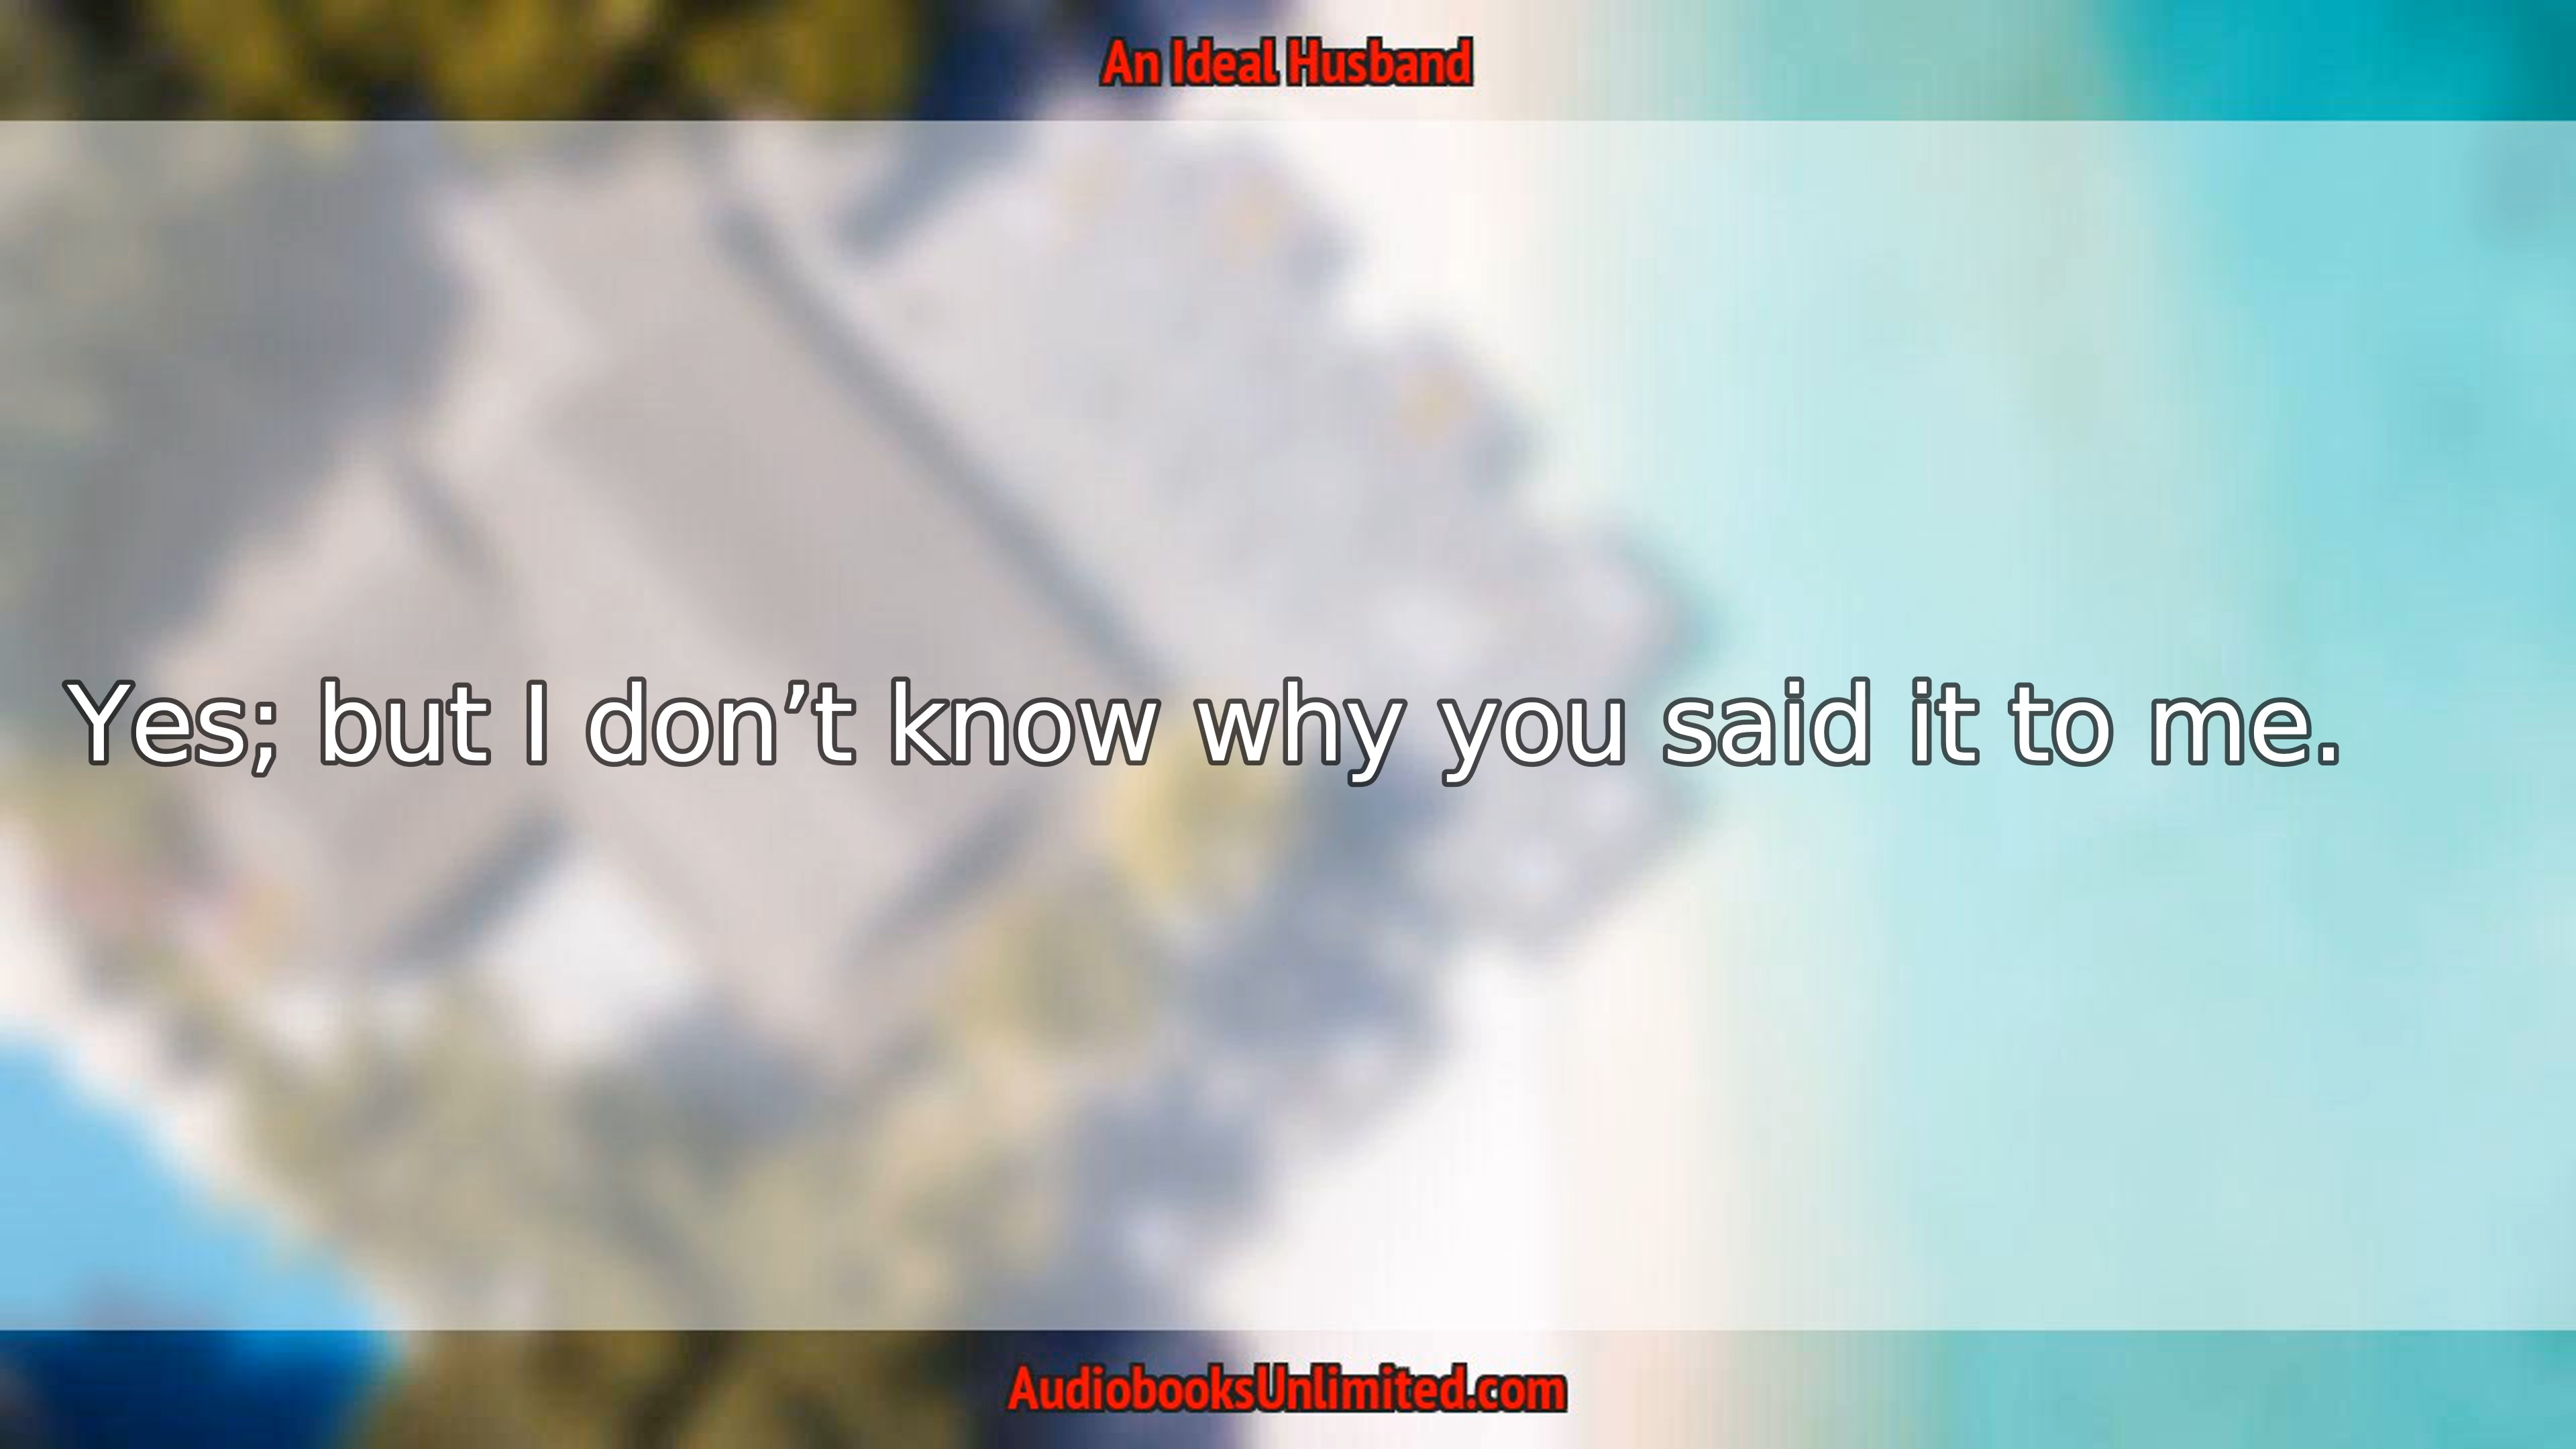 An Ideal Husband
Yes; but I don’t know why you said it to me.
AudiobooksUnlimited.com